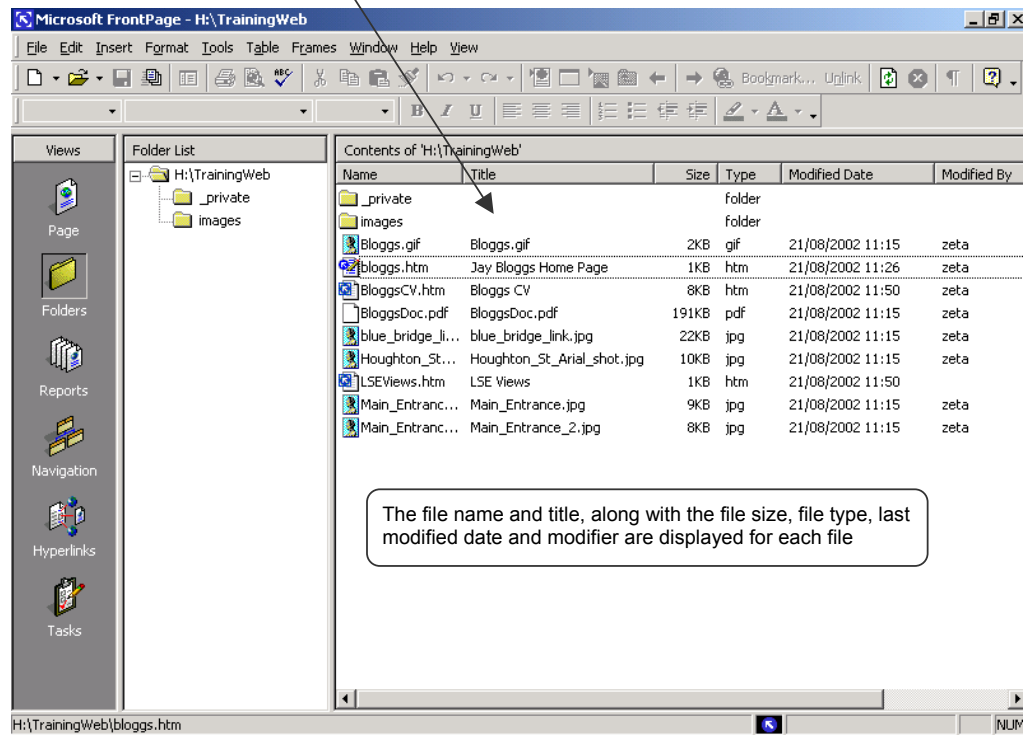 Microsoft FrontPage - H:\TrainingWeb
File Edit Insert Format Tools Table Frames Window Help View
Bookmark... Unlink
Views
Folder List
Contents of 'H:\TrainingWeb'
H:\TrainingWeb
_private
images
Name Title Size Type Modified Date Modified By
_private folder
images folder
Bloggs.gif Bloggs.gif 2KB gif 21/08/2002 11:15 zeta
bloggs.htm Jay Bloggs Home Page 1KB htm 21/08/2002 11:26 zeta
BloggsCV.htm Bloggs CV 8KB htm 21/08/2002 11:50 zeta
BloggsDoc.pdf BloggsDoc.pdf 191KB pdf 21/08/2002 11:15 zeta
blue_bridge_li... blue_bridge_link.jpg 22KB jpg 21/08/2002 11:15 zeta
Houghton_St... Houghton_St_Arial_shot.jpg 10KB jpg 21/08/2002 11:15 zeta
LSEViews.htm LSE Views 1KB htm 21/08/2002 11:50
Main_Entranc... Main_Entrance.jpg 9KB jpg 21/08/2002 11:15 zeta
Main_Entranc... Main_Entrance_2.jpg 8KB jpg 21/08/2002 11:15 zeta
Page
Folders
Reports
Navigation
Hyperlinks
Tasks
The file name and title, along with the file size, file type, last
modified date and modifier are displayed for each file
H:\TrainingWeb\bloggs.htm
NUM